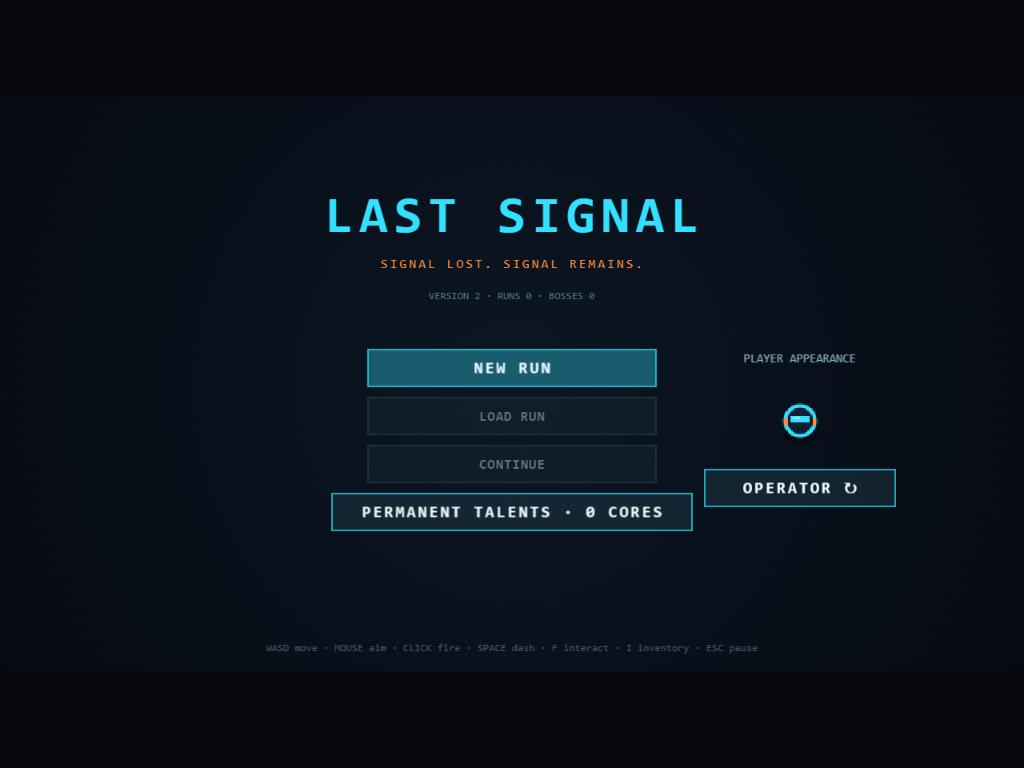 LAST SIGNAL
SIGNAL LOST. SIGNAL REMAINS.
VERSION 2 · RUNS 0 · BOSSES 0
NEW RUN
LOAD RUN
CONTINUE
PERMANENT TALENTS · 0 CORES
PLAYER APPEARANCE
OPERATOR ↻
WASD move · MOUSE aim · CLICK fire · SPACE dash · F interact · I inventory · ESC pause